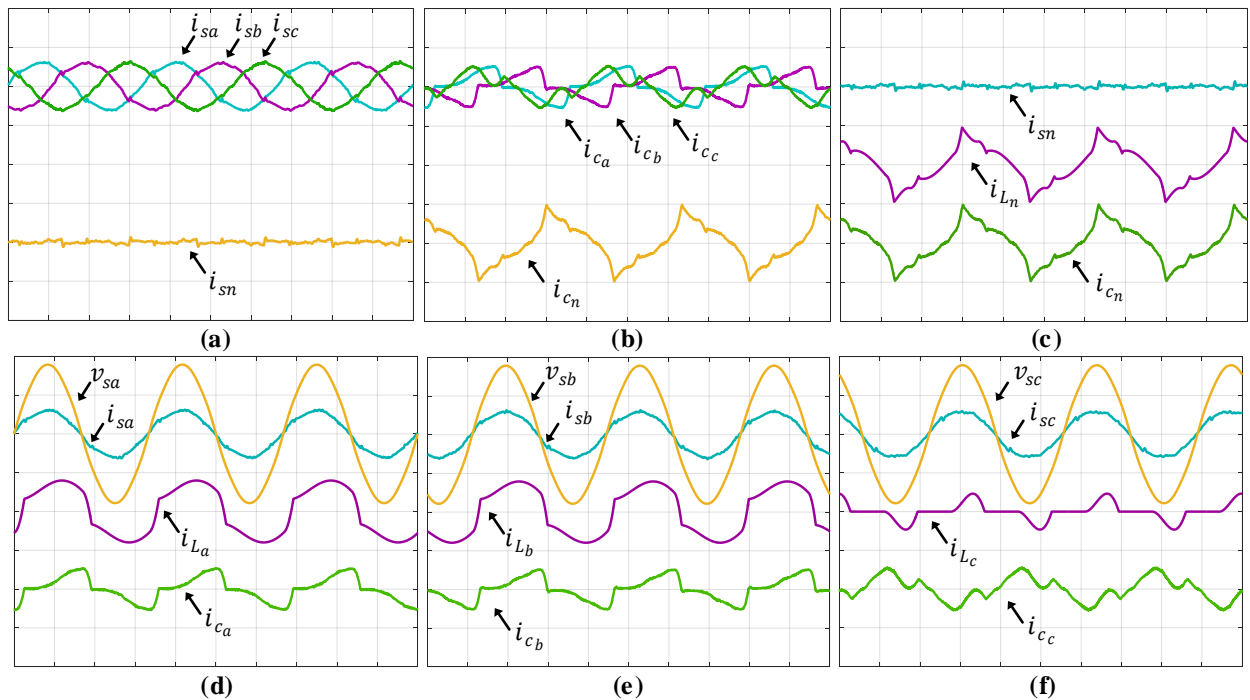 i_sa i_sb i_sc
i_sn
(a)
i_ca i_cb i_cc
i_cn
(b)
i_sn
i_Ln
i_cn
(c)
v_sa
i_sa
i_La
i_ca
(d)
v_sb
i_sb
i_Lb
i_cb
(e)
v_sc
i_sc
i_Lc
i_cc
(f)